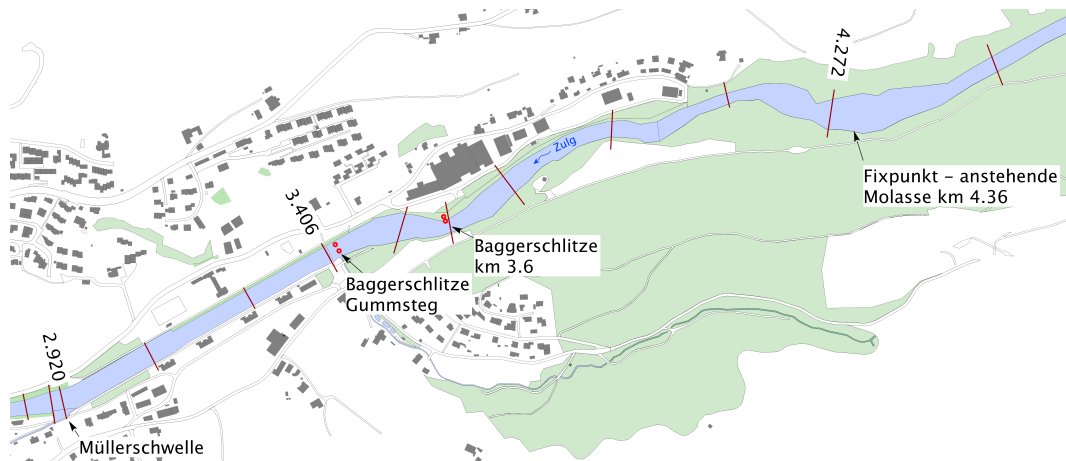 4.272
Zulg
Fixpunkt - anstehende
Molasse km 4.36
3.406
Baggerschlitze
km 3.6
Baggerschlitze
Gummsteg
2.920
Müllerschwelle